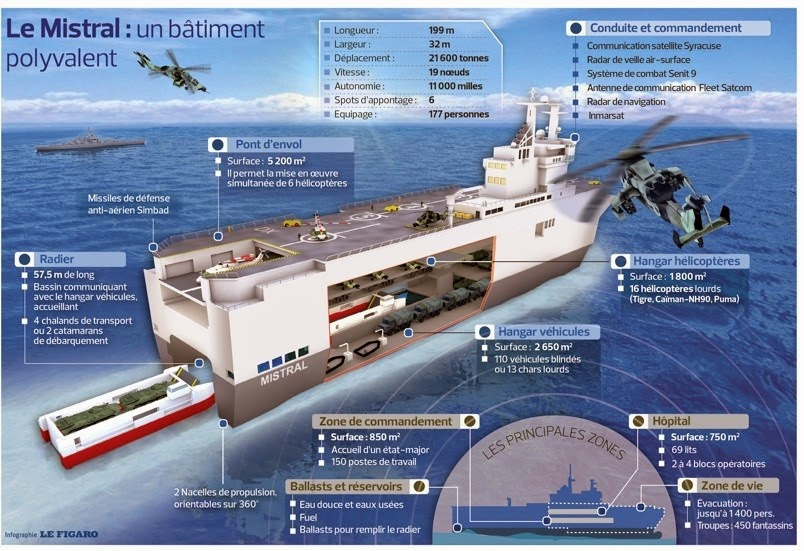 Le Mistral : un bâtiment
polyvalent
Longueur : 199 m
Largeur : 32 m
Déplacement : 21 600 tonnes
Vitesse : 19 nœuds
Autonomie : 11 000 milles
Spots d'appontage : 6
Equipage : 177 personnes
Conduite et commandement
Communication satellite Syracuse
Radar de veille air-surface
Système de combat Senit 9
Antenne de communication Fleet Satcom
Radar de navigation
Inmarsat
Pont d'envol
Surface : 5 200 m²
Il permet la mise en œuvre
simultanée de 6 hélicoptères
Missiles de défense
anti-aérien Simbad
Radier
57,5 m de long
Bassin communiquant
avec le hangar véhicules,
accueillant
4 chalands de transport
ou 2 catamarans
de débarquement
Hangar hélicoptères
Surface : 1 800 m²
16 hélicoptères lourds
(Tigre, Caïman-NH90, Puma)
Hangar véhicules
Surface : 2 650 m²
110 véhicules blindés
ou 13 chars lourds
MISTRAL
2 Nacelles de propulsion,
orientables sur 360°
Zone de commandement
Surface : 850 m²
Accueil d'un état-major
150 postes de travail
LES PRINCIPALES ZONES
Hôpital
Surface : 750 m²
69 lits
2 à 4 blocs opératoires
Ballasts et réservoirs
Eau douce et eaux usées
Fuel
Ballasts pour remplir le radier
Zone de vie
Évacuation :
jusqu'à 1 400 pers.
Troupes : 450 fantassins
Infographie LE FIGARO